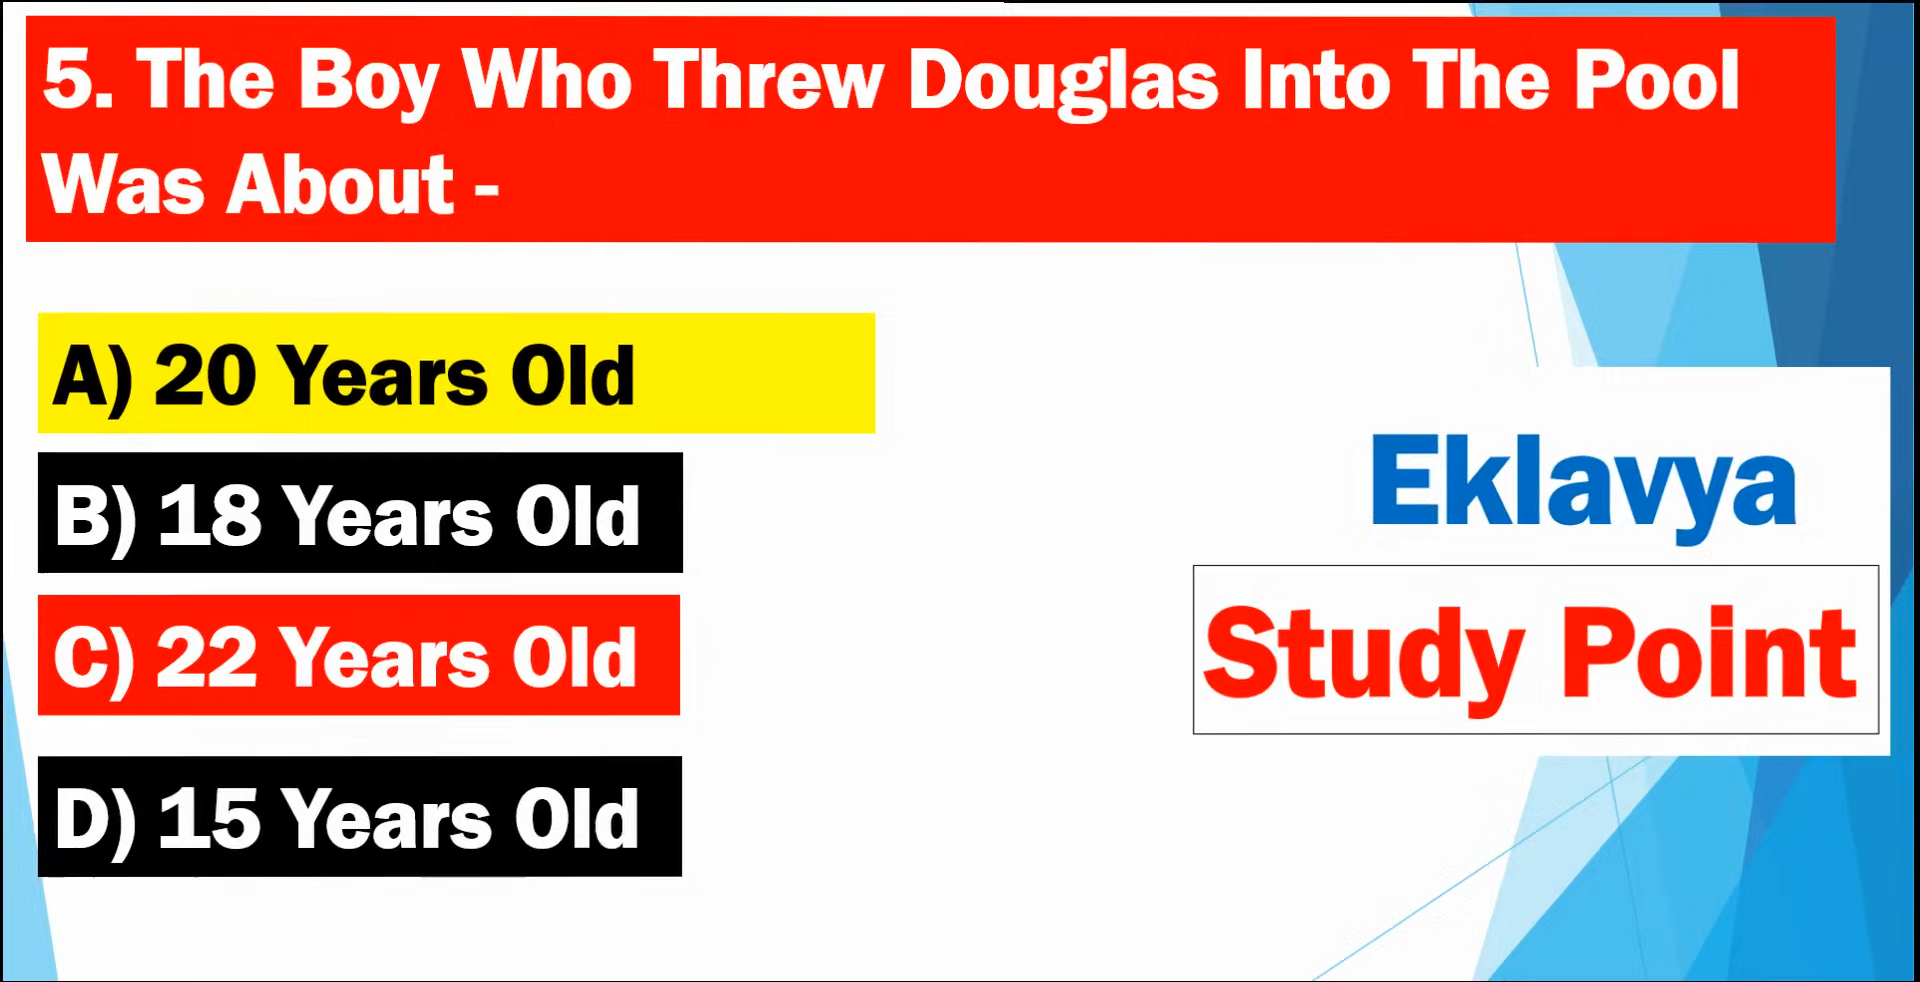 5. The Boy Who Threw Douglas Into The Pool
Was About -
A) 20 Years Old
B) 18 Years Old
C) 22 Years Old
D) 15 Years Old
Eklavya
Study Point